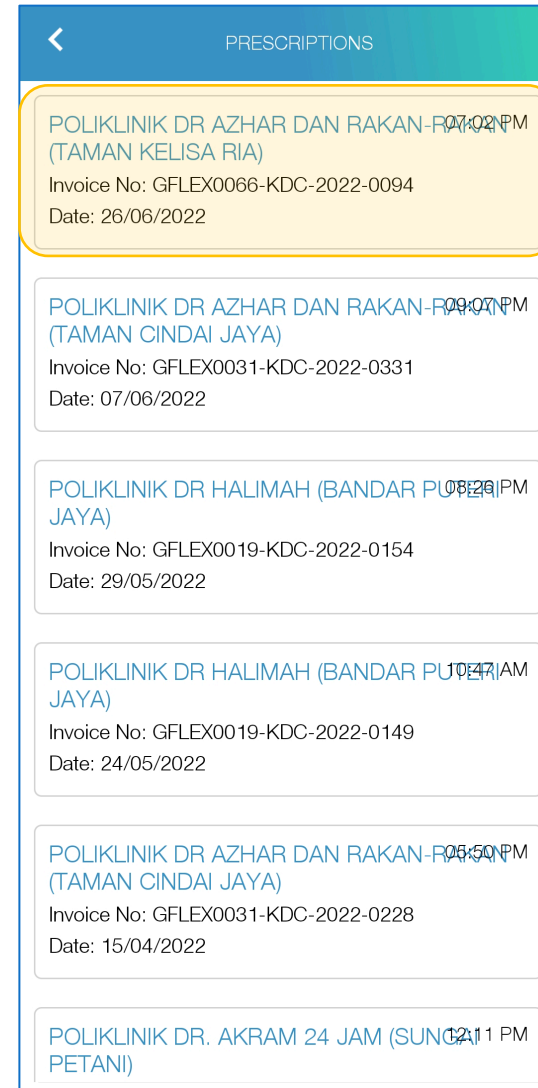 PRESCRIPTIONS
POLIKLINIK DR AZHAR DAN RAKAN-RAKAN 07:02 PM
(TAMAN KELISA RIA)
Invoice No: GFLEX0066-KDC-2022-0094
Date: 26/06/2022
POLIKLINIK DR AZHAR DAN RAKAN-RAKAN 09:07 PM
(TAMAN CINDAI JAYA)
Invoice No: GFLEX0031-KDC-2022-0331
Date: 07/06/2022
POLIKLINIK DR HALIMAH (BANDAR PUTERI 08:26 PM
JAYA)
Invoice No: GFLEX0019-KDC-2022-0154
Date: 29/05/2022
POLIKLINIK DR HALIMAH (BANDAR PUTERI 10:47 AM
JAYA)
Invoice No: GFLEX0019-KDC-2022-0149
Date: 24/05/2022
POLIKLINIK DR AZHAR DAN RAKAN-RAKAN 05:50 PM
(TAMAN CINDAI JAYA)
Invoice No: GFLEX0031-KDC-2022-0228
Date: 15/04/2022
POLIKLINIK DR. AKRAM 24 JAM (SUNGAI 12:11 PM
PETANI)